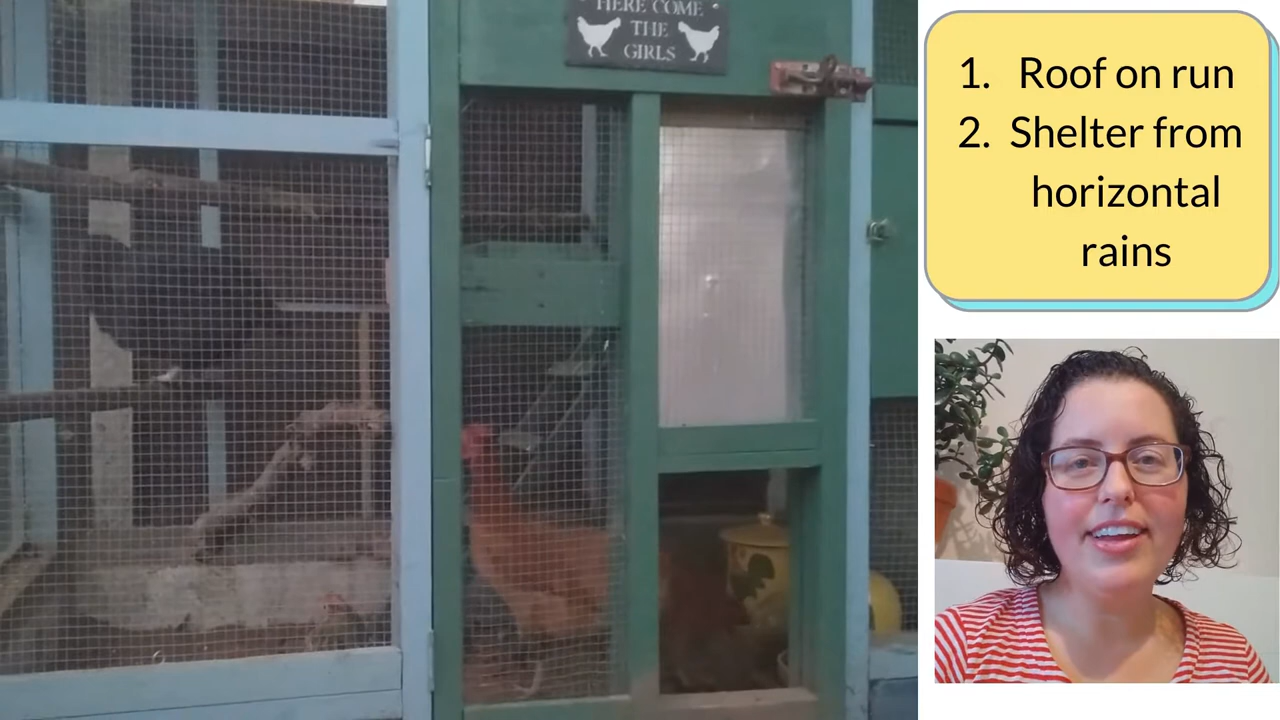 HERE COME
THE
GIRLS
1. Roof on run
2. Shelter from
horizontal
rains